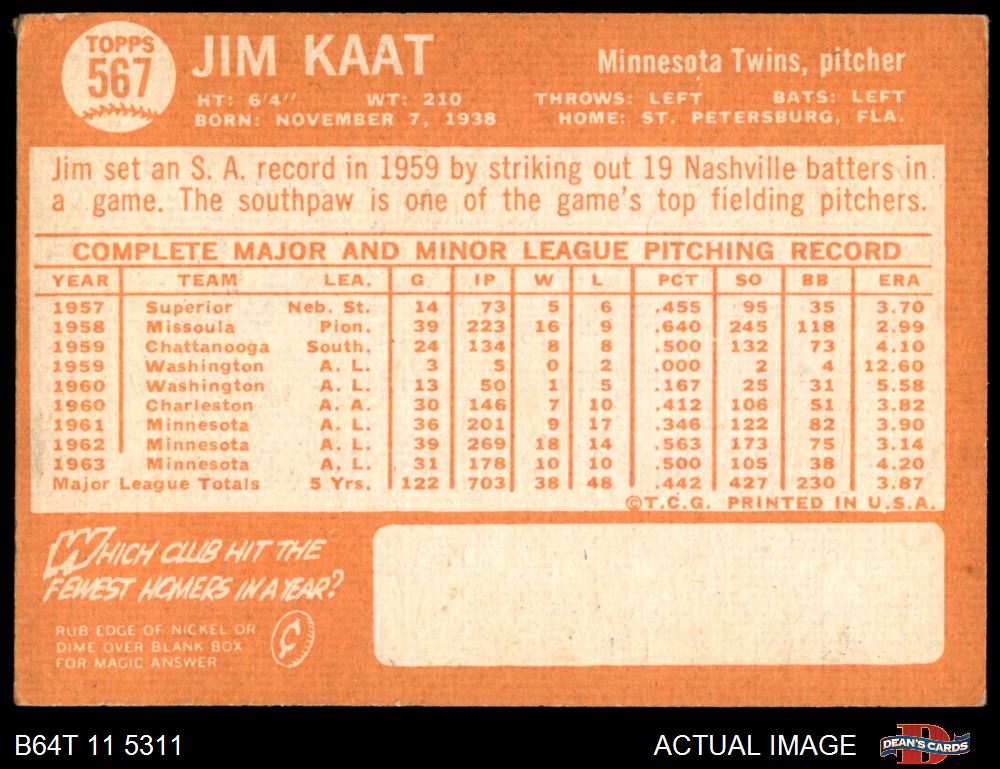 TOPPS
567
JIM KAAT
Minnesota Twins, pitcher
HT: 6'4" WT: 210 THROWS: LEFT BATS: LEFT
BORN: NOVEMBER 7, 1938 HOME: ST. PETERSBURG, FLA.
Jim set an S. A. record in 1959 by striking out 19 Nashville batters in
a game. The southpaw is one of the game's top fielding pitchers.
COMPLETE MAJOR AND MINOR LEAGUE PITCHING RECORD
YEAR TEAM LEA. G IP W L PCT SO BB ERA
1957 Superior Neb. St. 14 73 5 6 .455 95 35 3.70
1958 Missoula Pion. 39 223 16 9 .640 245 118 2.99
1959 Chattanooga South. 24 134 8 8 .500 132 73 4.10
1959 Washington A. L. 3 5 0 2 .000 2 4 12.60
1960 Washington A. L. 13 50 1 5 .167 25 31 5.58
1960 Charleston A. A. 30 146 7 10 .412 106 51 3.82
1961 Minnesota A. L. 36 201 9 17 .346 122 82 3.90
1962 Minnesota A. L. 39 269 18 14 .563 173 75 3.14
1963 Minnesota A. L. 31 178 10 10 .500 105 38 4.20
Major League Totals 5 Yrs. 122 703 38 48 .442 427 230 3.87
©T.C.G. PRINTED IN U.S.A.
WHICH CLUB HIT THE
FEWEST HOMERS IN A YEAR?
RUB EDGE OF NICKEL OR
DIME OVER BLANK BOX
FOR MAGIC ANSWER
¢
B64T 11 5311
ACTUAL IMAGE
D
DEAN'S CARDS